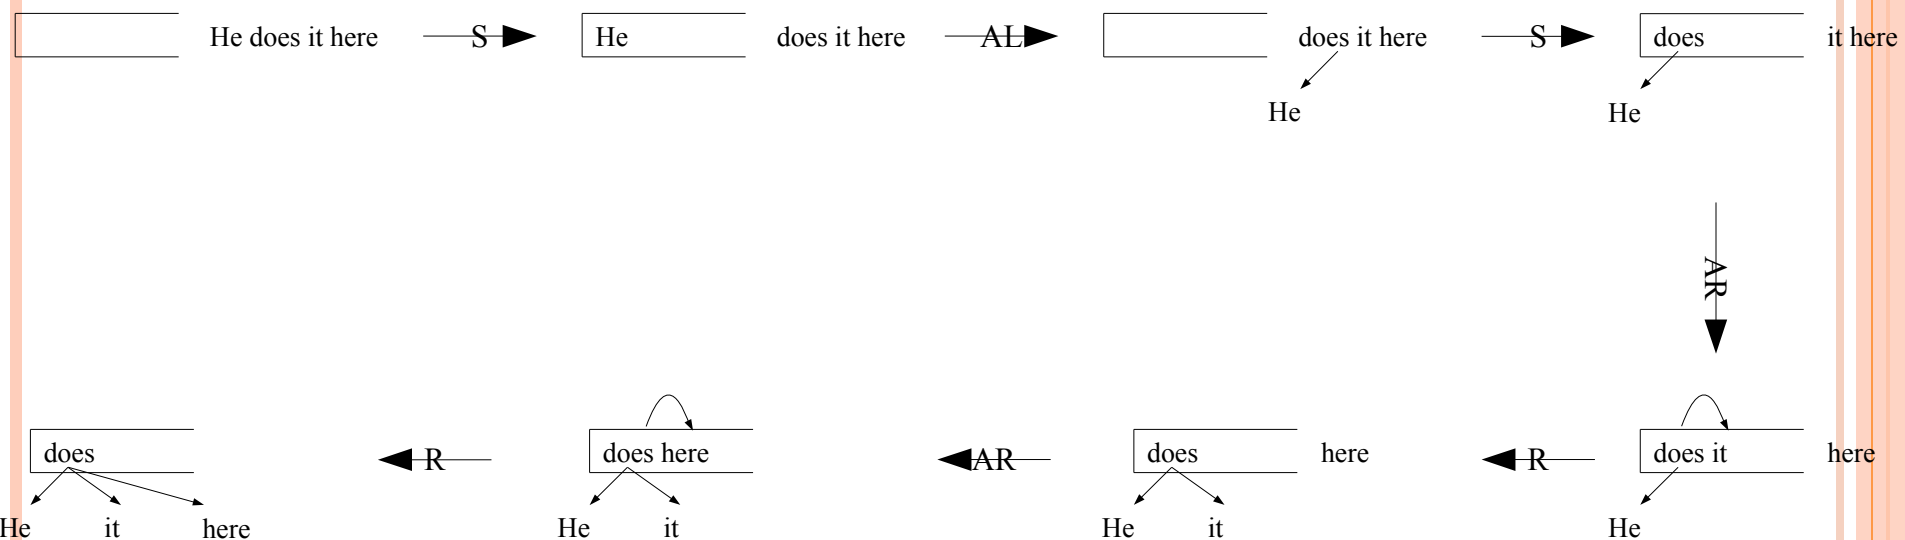 He does it here S He does it here AL does it here S does it here
He He
AR
does R does here AR does here R does it here
He it here He it He it He